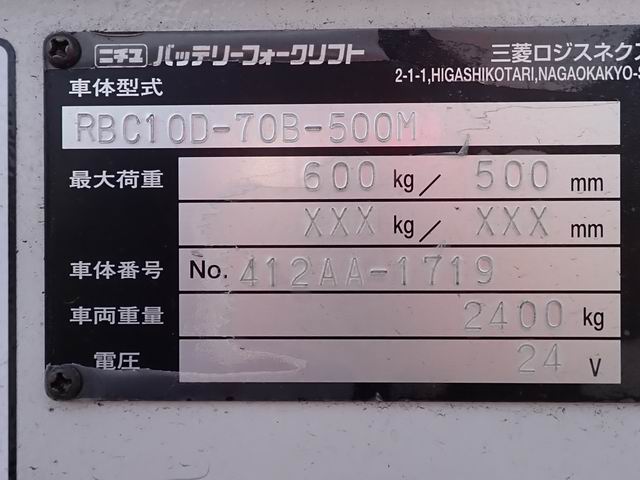 ニチユ バッテリーフォークリフト 三菱ロジスネクス
2-1-1,HIGASHIKOTARI,NAGAOKAKYO-S
車体型式
RBC10D-70B-500M
最大荷重 600 kg／ 500 mm
XXX kg／ XXX mm
車体番号 No. 412AA-1719
車両重量 2400 kg
電圧 24 V